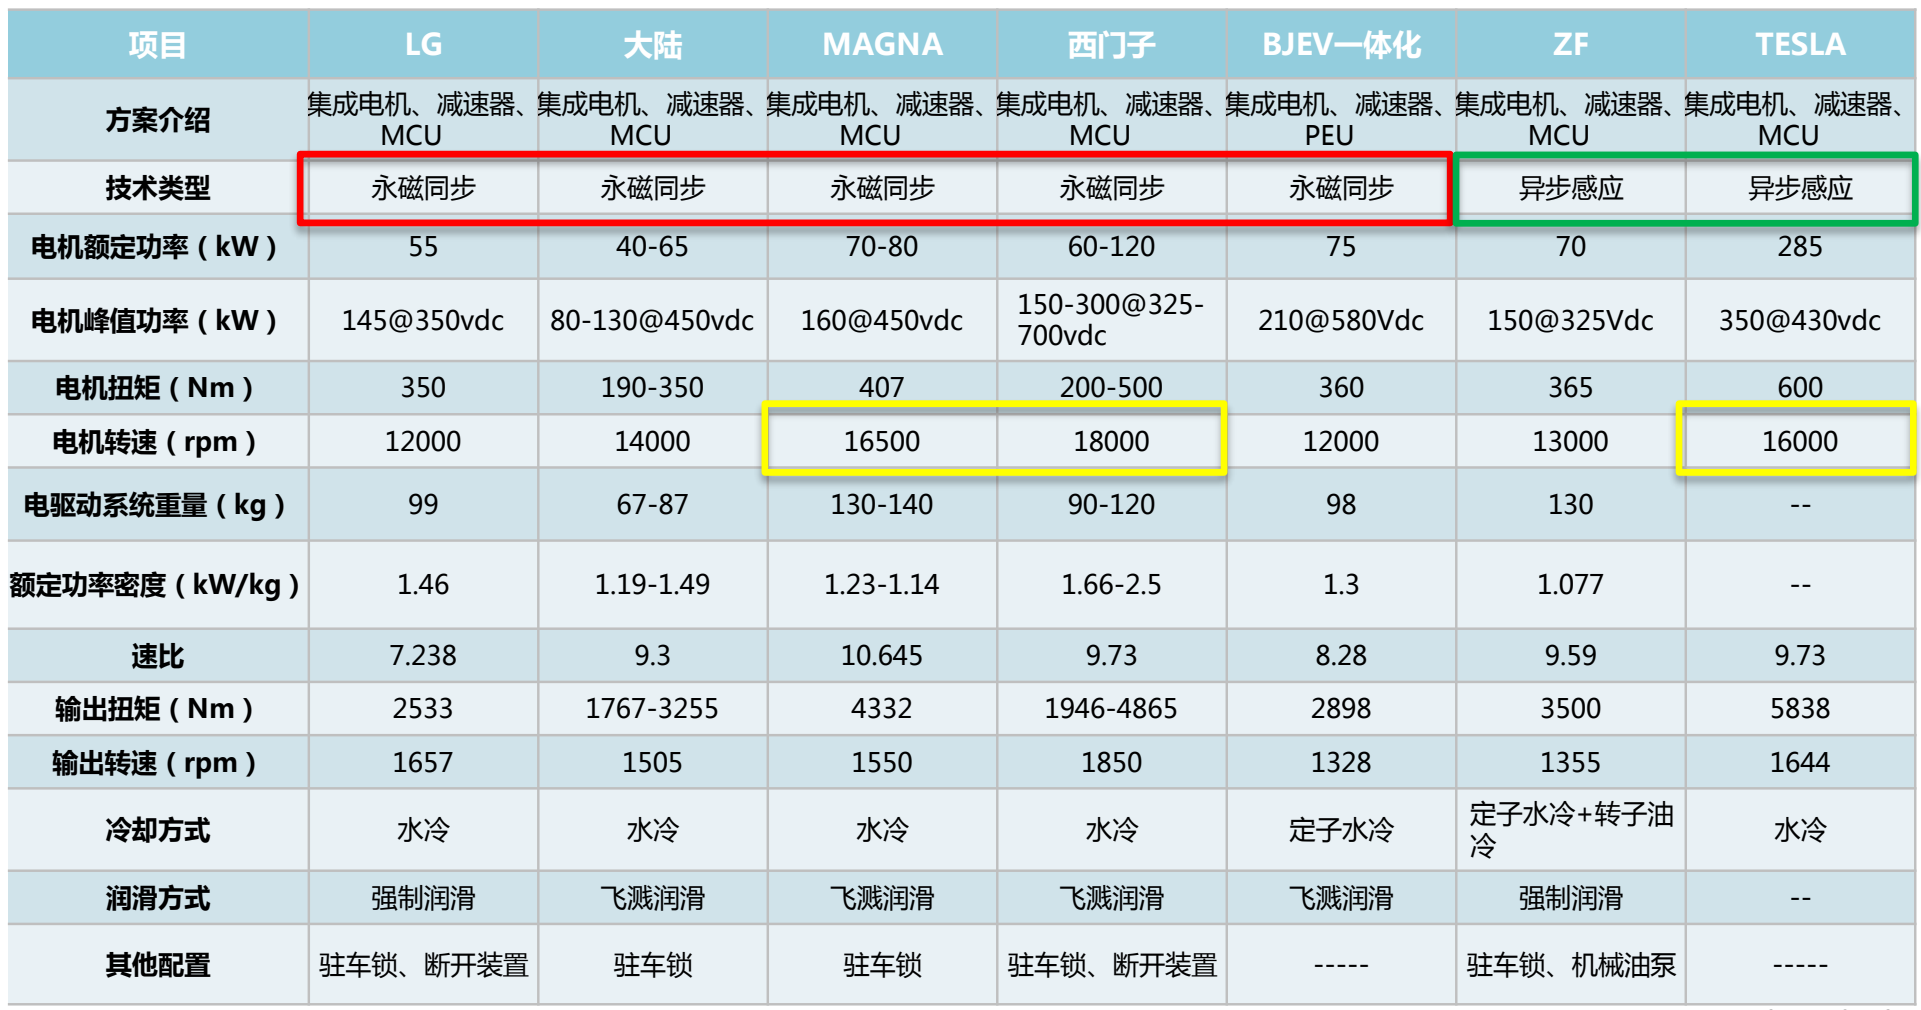 项目 LG 大陆 MAGNA 西门子 BJEV一体化 ZF TESLA
方案介绍 集成电机、减速器、MCU 集成电机、减速器、MCU 集成电机、减速器、MCU 集成电机、减速器、MCU 集成电机、减速器、PEU 集成电机、减速器、MCU 集成电机、减速器、MCU
技术类型 永磁同步 永磁同步 永磁同步 永磁同步 永磁同步 异步感应 异步感应
电机额定功率（kW） 55 40-65 70-80 60-120 75 70 285
电机峰值功率（kW） 145@350vdc 80-130@450vdc 160@450vdc 150-300@325-700vdc 210@580Vdc 150@325Vdc 350@430vdc
电机扭矩（Nm） 350 190-350 407 200-500 360 365 600
电机转速（rpm） 12000 14000 16500 18000 12000 13000 16000
电驱动系统重量（kg） 99 67-87 130-140 90-120 98 130 --
额定功率密度（kW/kg） 1.46 1.19-1.49 1.23-1.14 1.66-2.5 1.3 1.077 --
速比 7.238 9.3 10.645 9.73 8.28 9.59 9.73
输出扭矩（Nm） 2533 1767-3255 4332 1946-4865 2898 3500 5838
输出转速（rpm） 1657 1505 1550 1850 1328 1355 1644
冷却方式 水冷 水冷 水冷 水冷 定子水冷 定子水冷+转子油冷 水冷
润滑方式 强制润滑 飞溅润滑 飞溅润滑 飞溅润滑 飞溅润滑 强制润滑 --
其他配置 驻车锁、断开装置 驻车锁 驻车锁 驻车锁、断开装置 ----- 驻车锁、机械油泵 -----